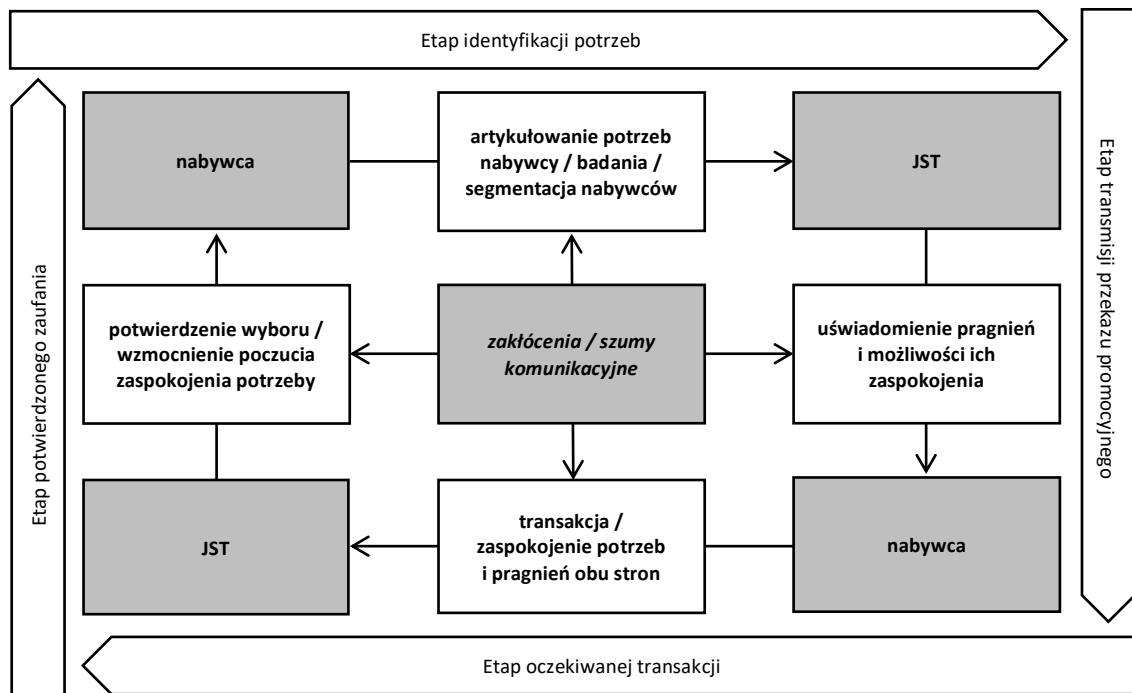 Etap identyfikacji potrzeb
nabywca
artykułowanie potrzeb
nabywcy / badania /
segmentacja nabywców
JST
Etap transmisji przekazu promocyjnego
Etap potwierdzonego zaufania
potwierdzenie wyboru /
wzmocnienie poczucia
zaspokojenia potrzeby
zakłócenia / szumy
komunikacyjne
uświadomienie pragnień
i możliwości ich
zaspokojenia
JST
transakcja /
zaspokojenie potrzeb
i pragnień obu stron
nabywca
Etap oczekiwanej transakcji